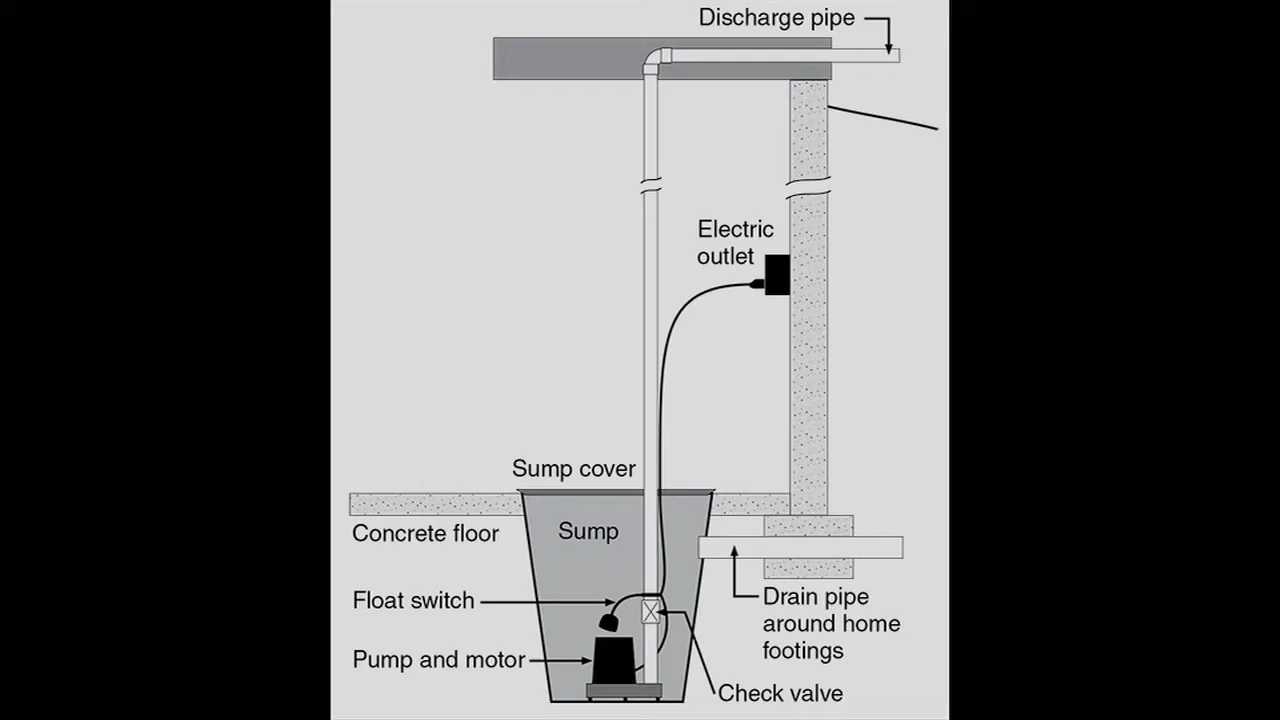 Discharge pipe
Electric
outlet
Sump cover
Concrete floor
Sump
Float switch
Drain pipe
around home
footings
Pump and motor
Check valve